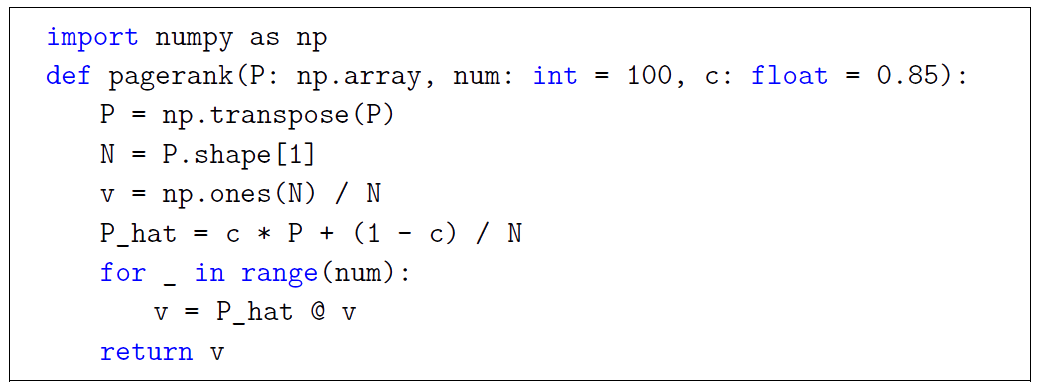 import numpy as np
def pagerank(P: np.array, num: int = 100, c: float = 0.85):
P = np.transpose(P)
N = P.shape[1]
v = np.ones(N) / N
P_hat = c * P + (1 - c) / N
for _ in range(num):
v = P_hat @ v
return v